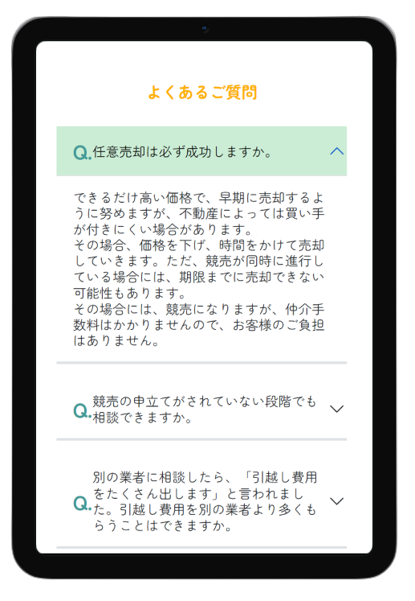 よくあるご質問
Q.任意売却は必ず成功しますか。
できるだけ高い価格で、早期に売却するよ
うに努めますが、不動産によっては買い手
が付きにくい場合があります。
その場合、価格を下げ、時間をかけて売却
していきます。ただ、競売が同時に進行し
ている場合には、期限までに売却できない
可能性もあります。
その場合には、競売になりますが、仲介手
数料はかかりませんので、お客様のご負担
はありません。
Q.競売の申立てがされていない段階でも
相談できますか。
別の業者に相談したら、「引越し費用
Q.をたくさん出します」と言われまし
た。引越し費用を別の業者より多くも
らうことはできますか。